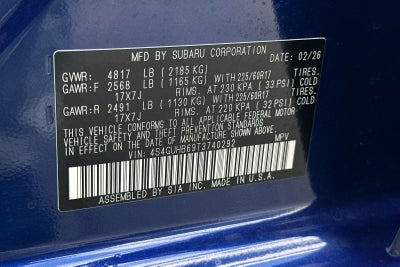 MFD BY SUBARU CORPORATION DATE: 02/26
GVWR: 4817 LB (2185 KG)
GAWR:F 2568 LB (1165 KG) WITH 225/60R17 TIRES.
17X7J RIMS, AT 230 KPA (33 PSI) COLD
GAWR:R 2491 LB (1130 KG) WITH 225/60R17 TIRES.
17X7J RIMS, AT 220 KPA (32 PSI) COLD
THIS VEHICLE CONFORMS TO ALL APPLICABLE FEDERAL MOTOR
VEHICLE SAFETY AND THEFT PREVENTION STANDARDS
IN EFFECT ON THE DATE OF MANUFACTURE SHOWN ABOVE.
VIN: 4S4GUHB69T3740292 MPV
ASSEMBLED BY SIA INC. MADE IN U.S.A.